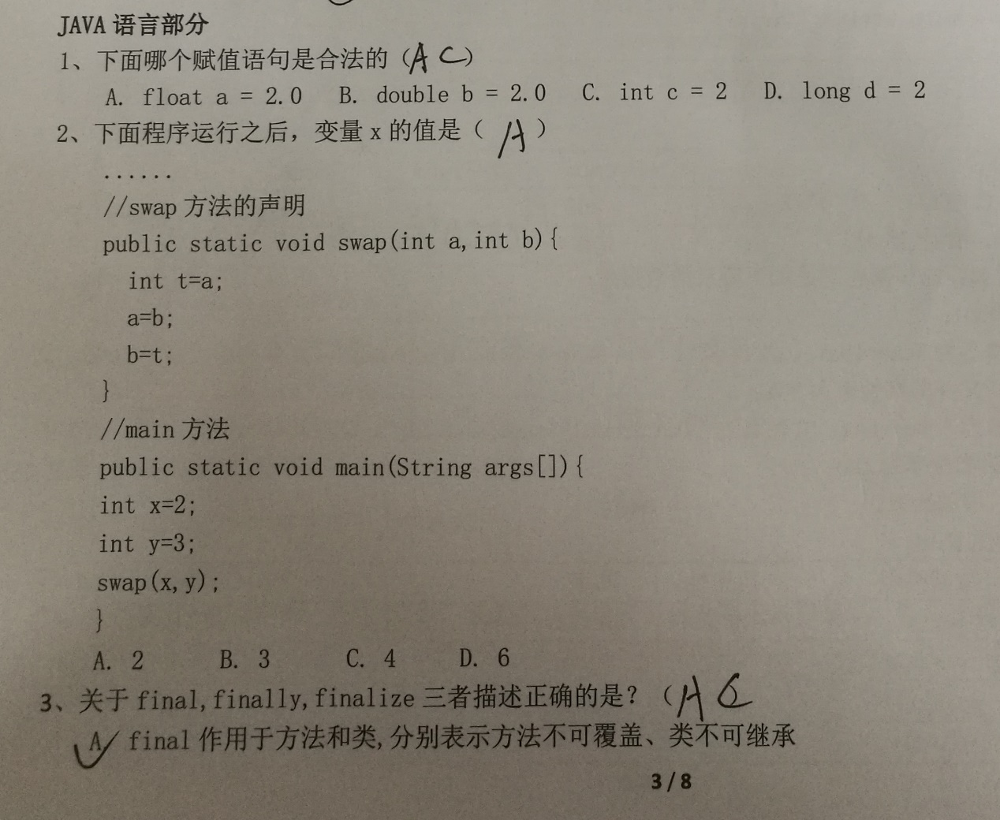 JAVA 语言部分
1、下面哪个赋值语句是合法的（A C）
A. float a = 2.0 B. double b = 2.0 C. int c = 2 D. long d = 2
2、下面程序运行之后，变量 x 的值是（ A ）
......
//swap 方法的声明
public static void swap(int a,int b){
int t=a;
a=b;
b=t;
}
//main 方法
public static void main(String args[]){
int x=2;
int y=3;
swap(x,y);
}
A. 2 B. 3 C. 4 D. 6
3、关于 final,finally,finalize 三者描述正确的是？（A C
A. final 作用于方法和类,分别表示方法不可覆盖、类不可继承
3 / 8